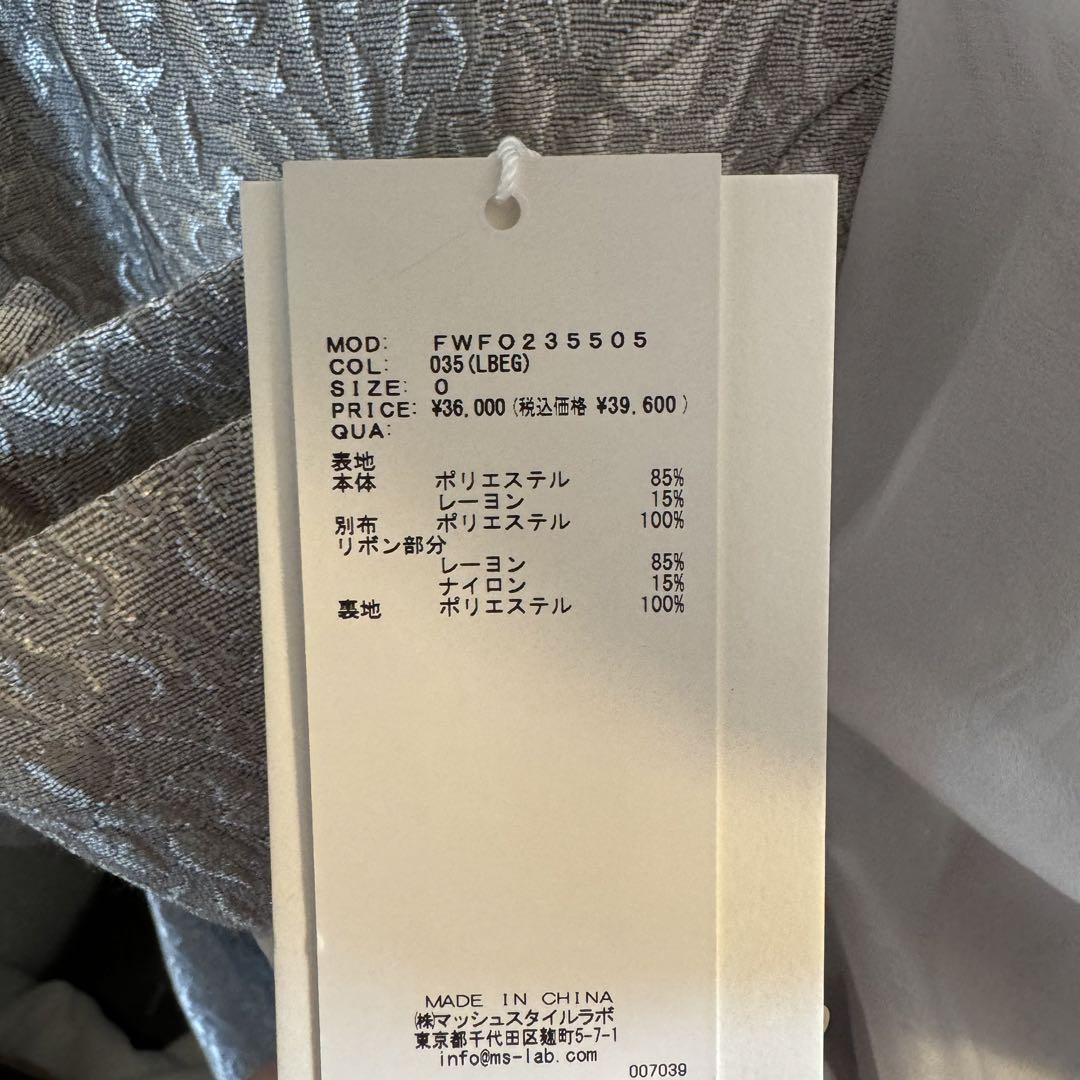 MOD: FWFO235505
COL: 035(LBEG)
SIZE: 0
PRICE: ¥36,000(税込価格 ¥39,600)
QUA:
表地
本体 ポリエステル 85%
レーヨン 15%
別布 ポリエステル 100%
リボン部分
レーヨン 85%
ナイロン 15%
裏地 ポリエステル 100%
MADE IN CHINA
㈱マッシュスタイルラボ
東京都千代田区麹町5-7-1
info@ms-lab.com
007039